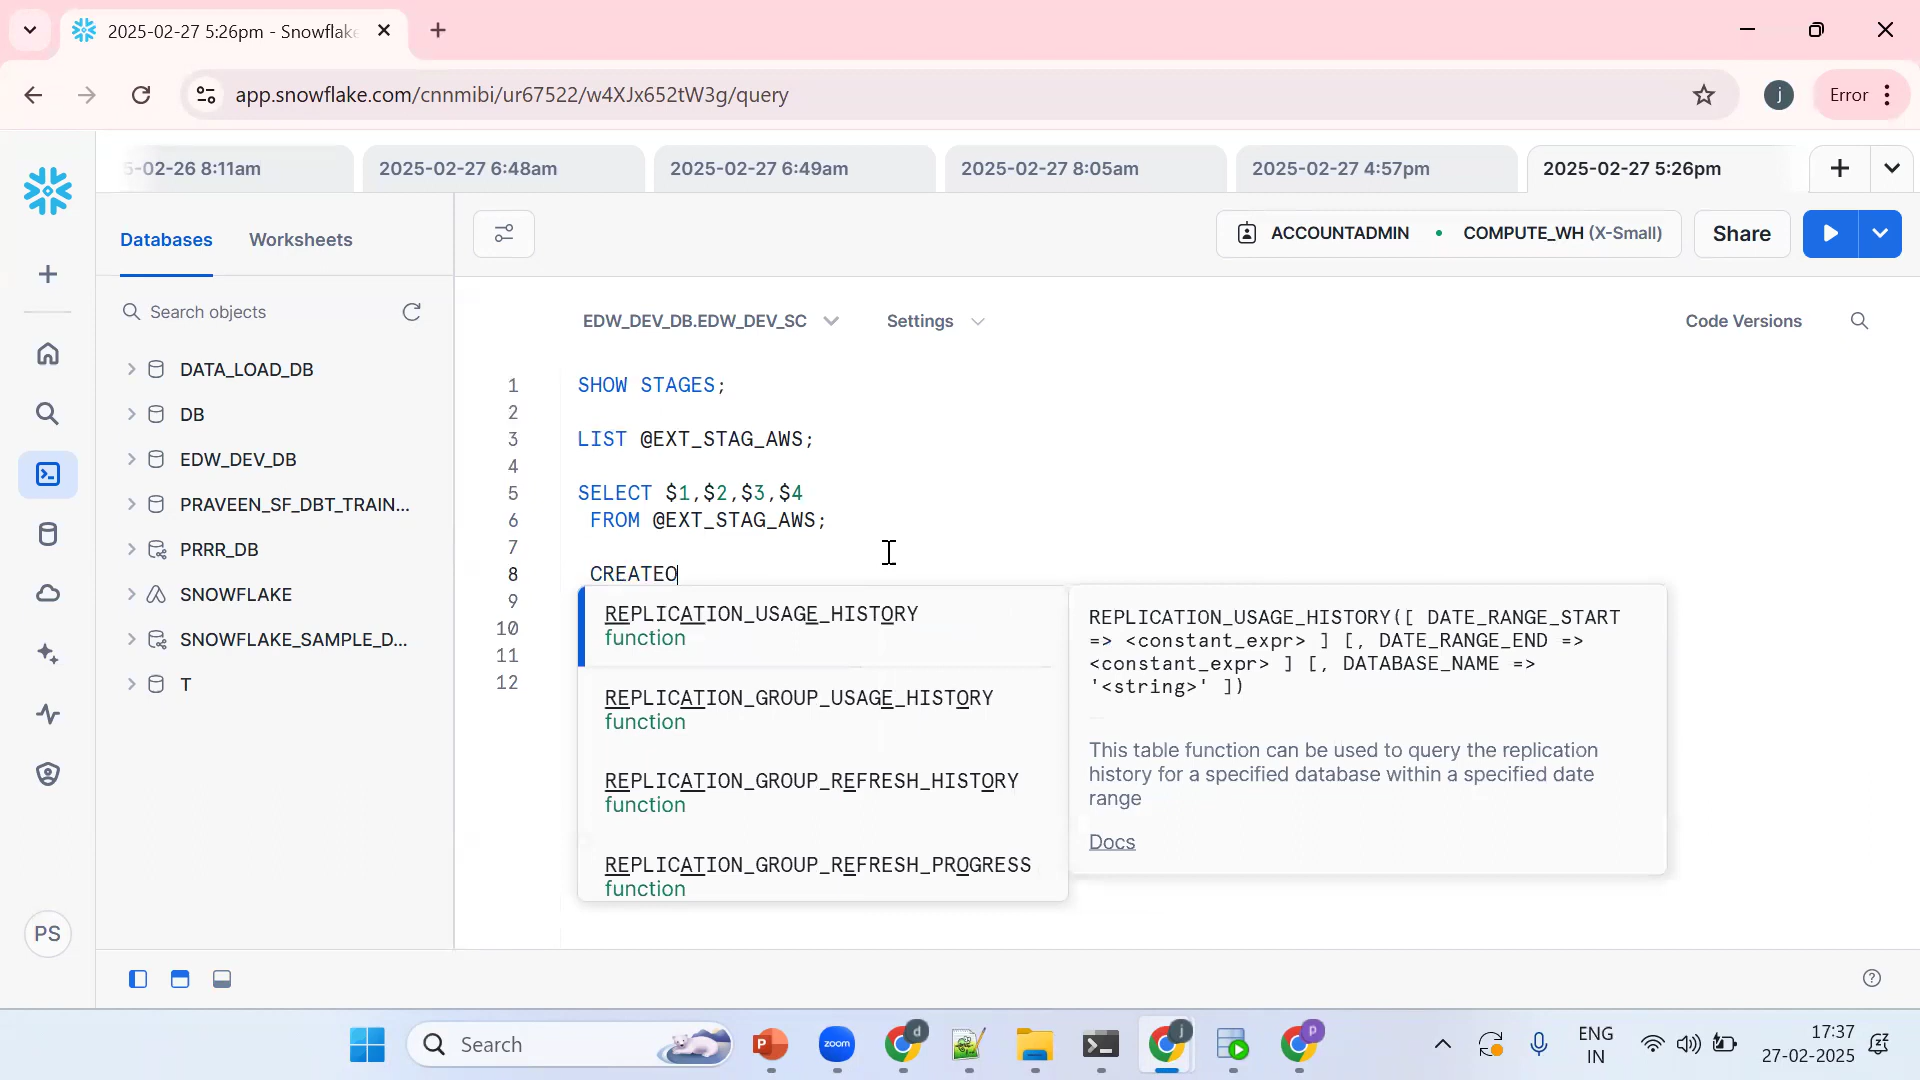 2025-02-27 5:26pm - Snowflake
app.snowflake.com/cnnmibi/ur67522/w4XJx652tW3g/query
j
Error
5-02-26 8:11am
2025-02-27 6:48am
2025-02-27 6:49am
2025-02-27 8:05am
2025-02-27 4:57pm
2025-02-27 5:26pm
Databases
Worksheets
ACCOUNTADMIN
COMPUTE_WH (X-Small)
Share
Search objects
EDW_DEV_DB.EDW_DEV_SC
Settings
Code Versions
DATA_LOAD_DB
DB
EDW_DEV_DB
PRAVEEN_SF_DBT_TRAIN...
PRRR_DB
SNOWFLAKE
SNOWFLAKE_SAMPLE_D...
T
PS
1 SHOW STAGES;
2
3 LIST @EXT_STAG_AWS;
4
5 SELECT $1,$2,$3,$4
6 FROM @EXT_STAG_AWS;
7
8 CREATEO
9
10
11
12
REPLICATION_USAGE_HISTORY
function
REPLICATION_GROUP_USAGE_HISTORY
function
REPLICATION_GROUP_REFRESH_HISTORY
function
REPLICATION_GROUP_REFRESH_PROGRESS
function
REPLICATION_USAGE_HISTORY([ DATE_RANGE_START
=> <constant_expr> ] [, DATE_RANGE_END =>
<constant_expr> ] [, DATABASE_NAME =>
'<string>' ])
This table function can be used to query the replication
history for a specified database within a specified date
range
Docs
Search
P
zoom
d
j
p
ENG
IN
17:37
27-02-2025